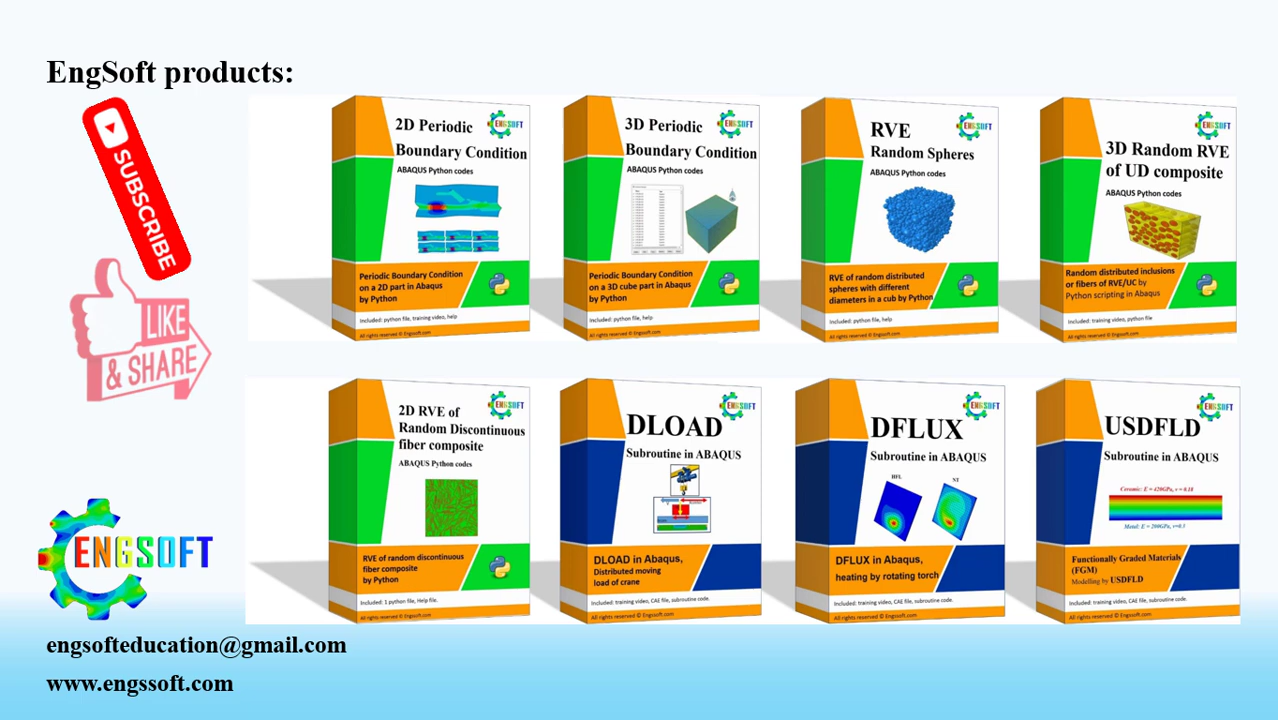 EngSoft products:
SUBSCRIBE
LIKE
& SHARE
ENGSOFT
2D Periodic
Boundary Condition
ABAQUS Python codes
Periodic Boundary Condition
on a 2D part in Abaqus
by Python
Included: python file, training video, help
All rights reserved © Engsoft.com
ENGSOFT
3D Periodic
Boundary Condition
ABAQUS Python codes
Periodic Boundary Condition
on a 3D cube part in Abaqus
by Python
Included: python file, help
All rights reserved © Engsoft.com
ENGSOFT
RVE
Random Spheres
ABAQUS Python codes
RVE of random distributed
spheres with different
diameters in a cub by Python
Included: python file, help
All rights reserved © Engsoft.com
ENGSOFT
3D Random RVE
of UD composite
ABAQUS Python codes
Random distributed inclusions
or fibers of RVE/UC by
Python scripting in Abaqus
Included: training video, python file
All rights reserved © Engsoft.com
ENGSOFT
2D RVE of
Random Discontinuous
fiber composite
ABAQUS Python codes
RVE of random discontinuous
fiber composite
by Python
Included: 1 python file, Help file.
All rights reserved © Engsoft.com
ENGSOFT
DLOAD
Subroutine in ABAQUS
DLOAD in Abaqus,
Distributed moving
load of crane
Included: training video, CAE file, subroutine code.
All rights reserved © Engsoft.com
ENGSOFT
DFLUX
Subroutine in ABAQUS
HFL
NT
DFLUX in Abaqus,
heating by rotating torch
Included: training video, CAE file, subroutine code.
All rights reserved © Engsoft.com
ENGSOFT
USDFLD
Subroutine in ABAQUS
Ceramic: E = 420GPa, v = 0.18
Metal: E = 200GPa, v=0.3
Functionally Graded Materials
(FGM)
Modelling by USDFLD
Included: training video, CAE file, subroutine code.
All rights reserved © Engsoft.com
ENGSOFT
engsofteducation@gmail.com
www.engssoft.com